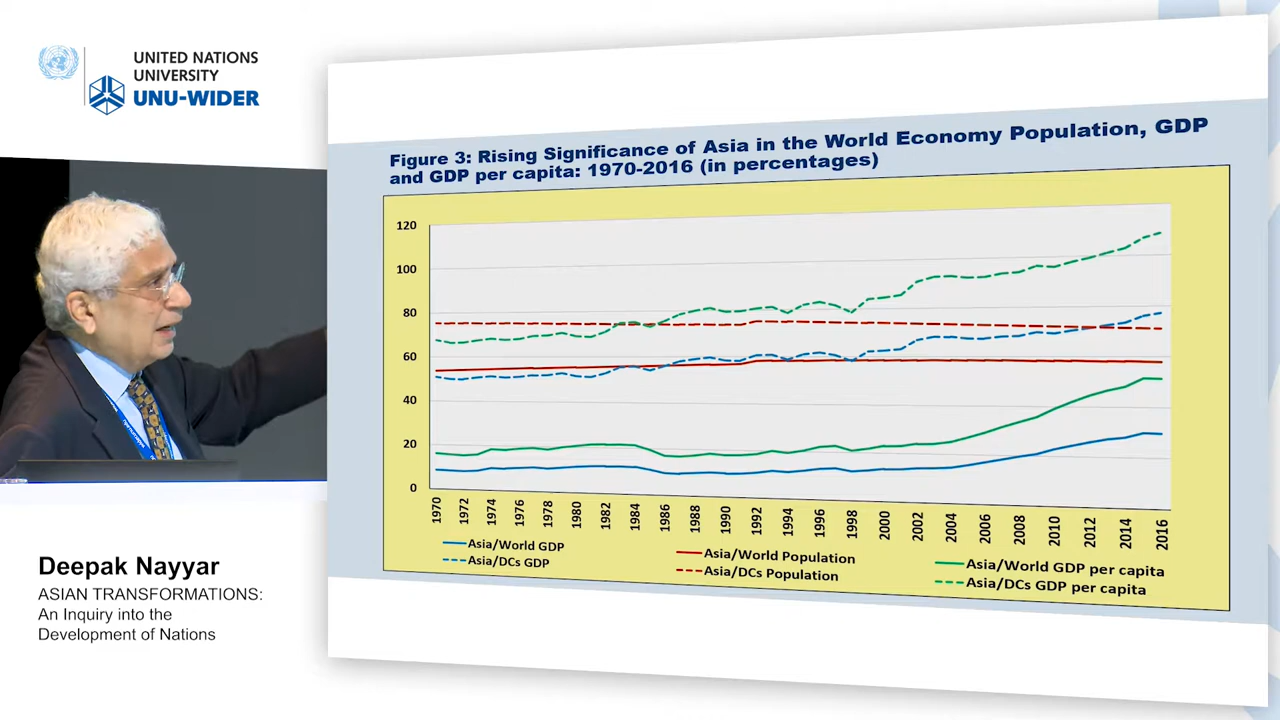 UNITED NATIONS
UNIVERSITY
UNU-WIDER
Figure 3: Rising Significance of Asia in the World Economy Population, GDP
and GDP per capita: 1970-2016 (in percentages)
120
100
80
60
40
20
0
1970 1972 1974 1976 1978 1980 1982 1984 1986 1988 1990 1992 1994 1996 1998 2000 2002 2004 2006 2008 2010 2012 2014 2016
Asia/World GDP Asia/World Population Asia/World GDP per capita
Asia/DCs GDP Asia/DCs Population Asia/DCs GDP per capita
Deepak Nayyar
ASIAN TRANSFORMATIONS:
An Inquiry into the
Development of Nations